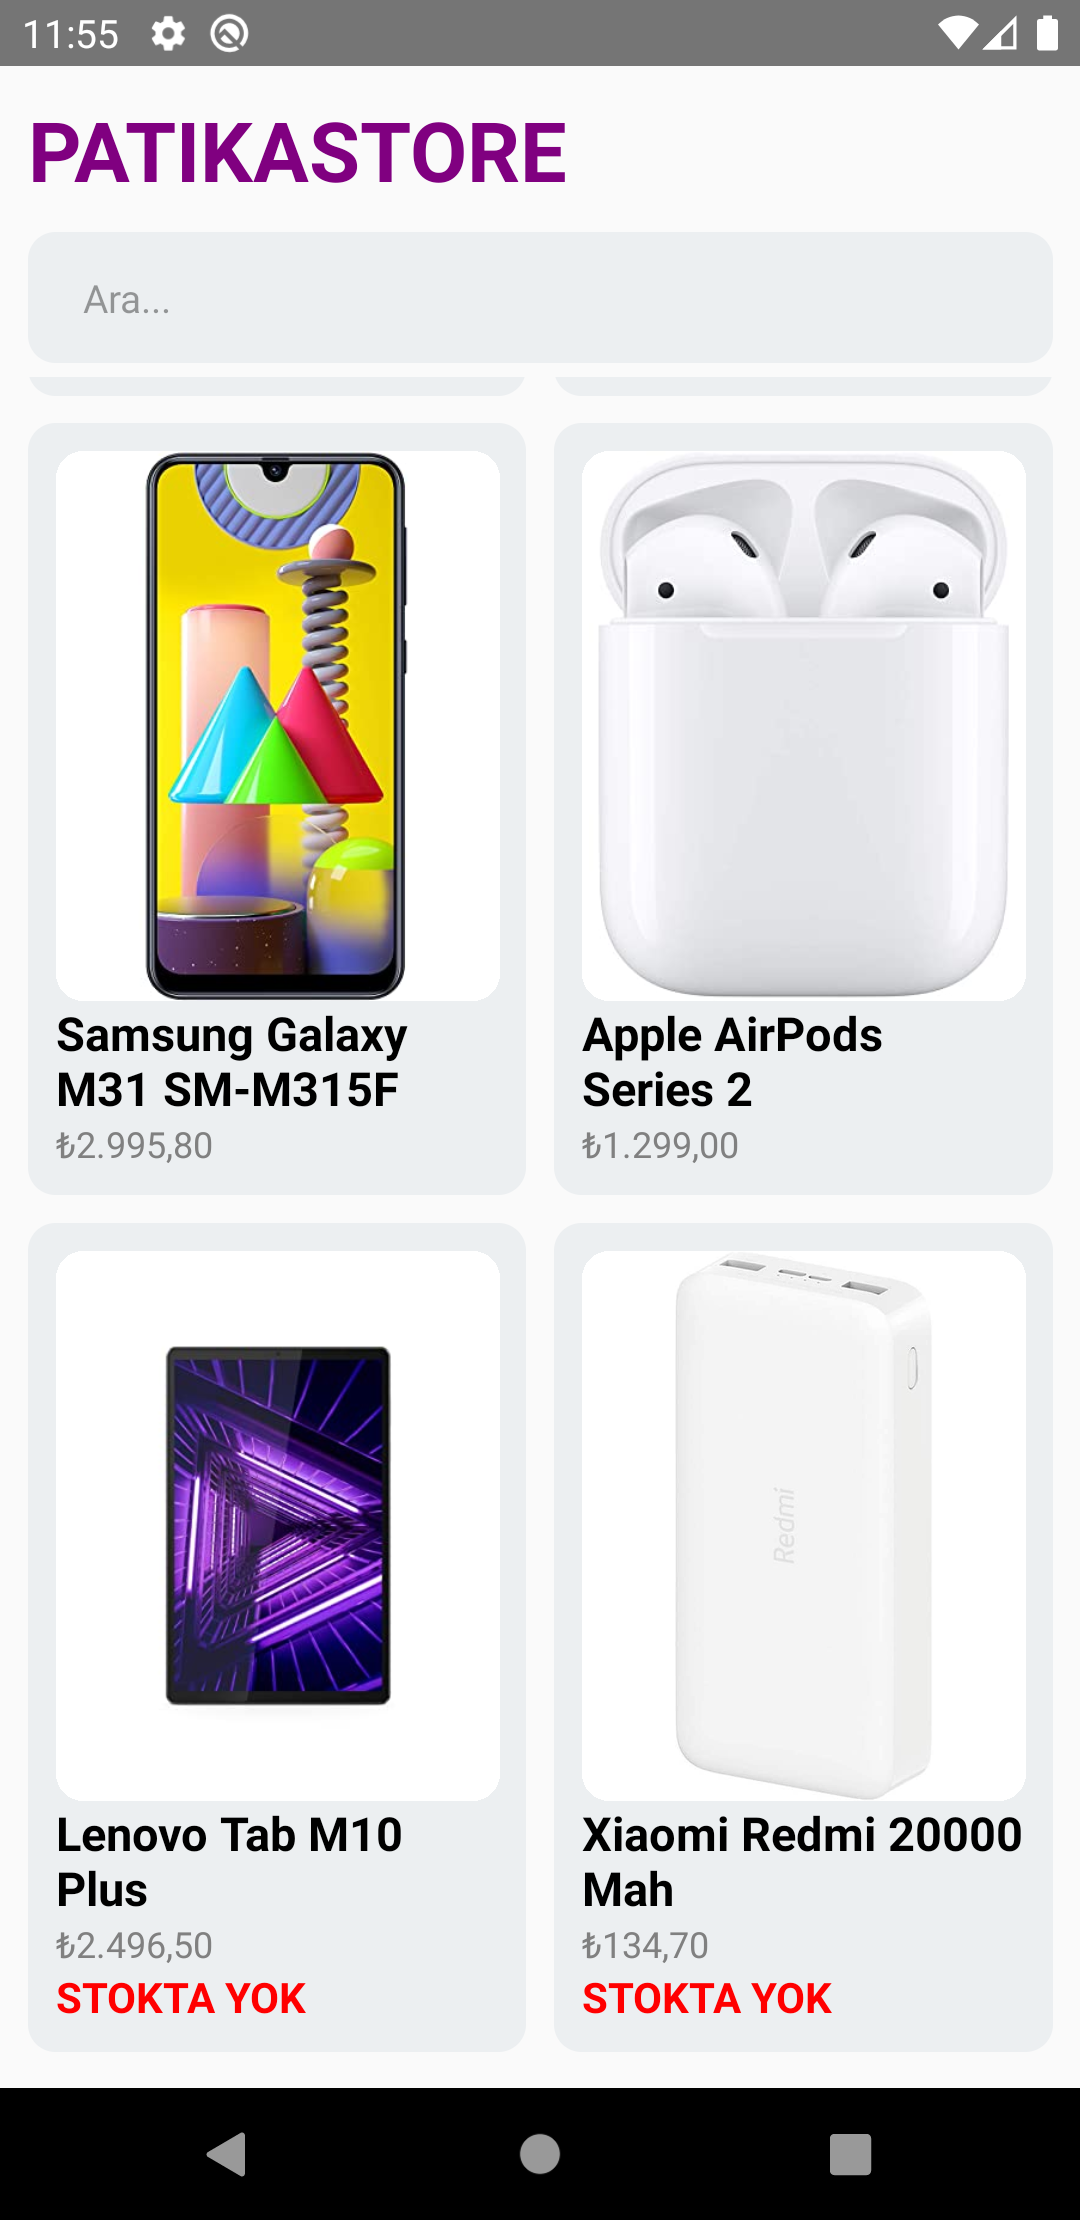 11:55
PATIKASTORE
Ara...
Samsung Galaxy
M31 SM-M315F
₺2.995,80
Apple AirPods
Series 2
₺1.299,00
Redmi
Lenovo Tab M10
Plus
₺2.496,50
STOKTA YOK
Xiaomi Redmi 20000
Mah
₺134,70
STOKTA YOK